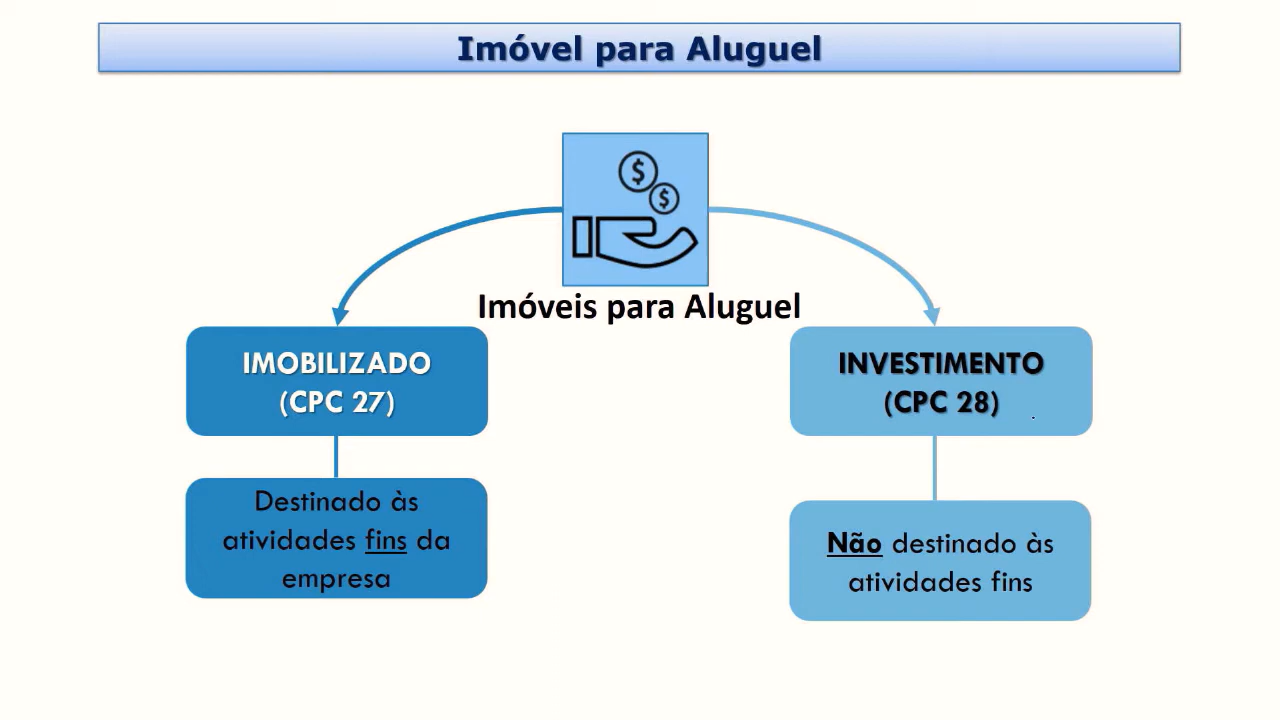 Imóvel para Aluguel
$
$
Imóveis para Aluguel
IMOBILIZADO
(CPC 27)
Destinado às
atividades fins da
empresa
INVESTIMENTO
(CPC 28)
Não destinado às
atividades fins